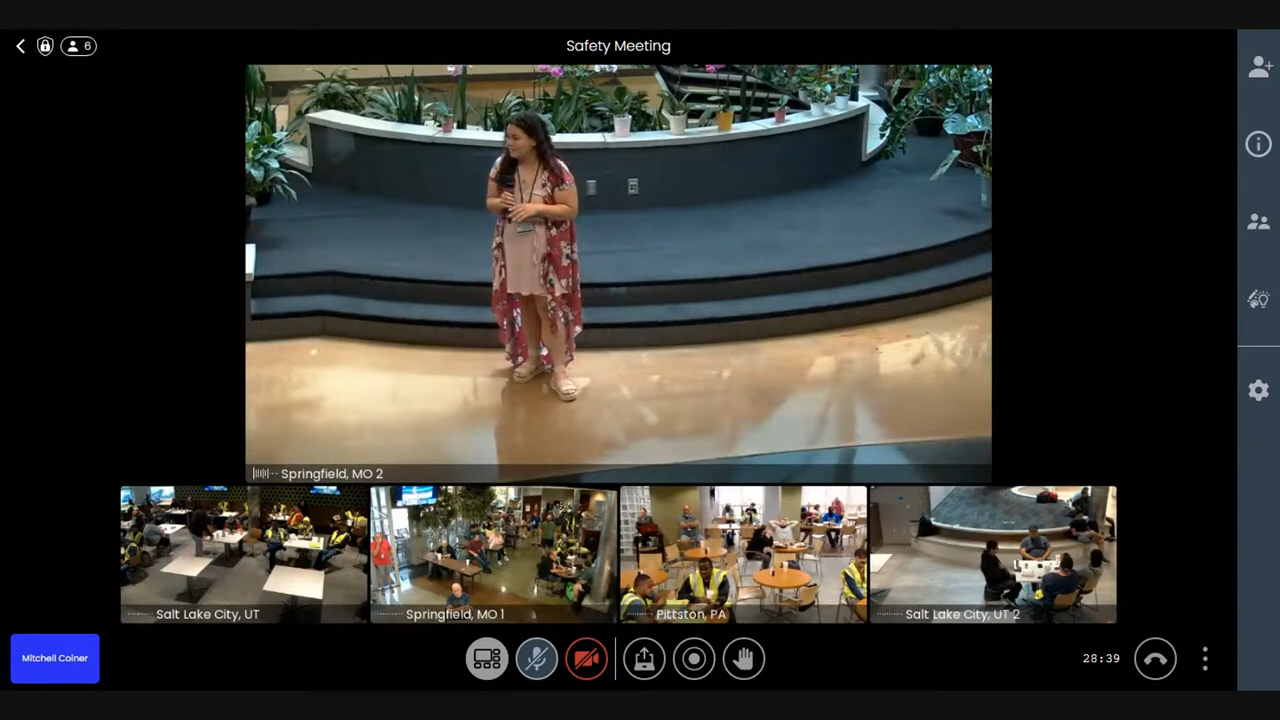 6
Safety Meeting
Springfield, MO 2
Salt Lake City, UT
Springfield, MO 1
Pittston, PA
Salt Lake City, UT 2
Mitchell Colner
28:39